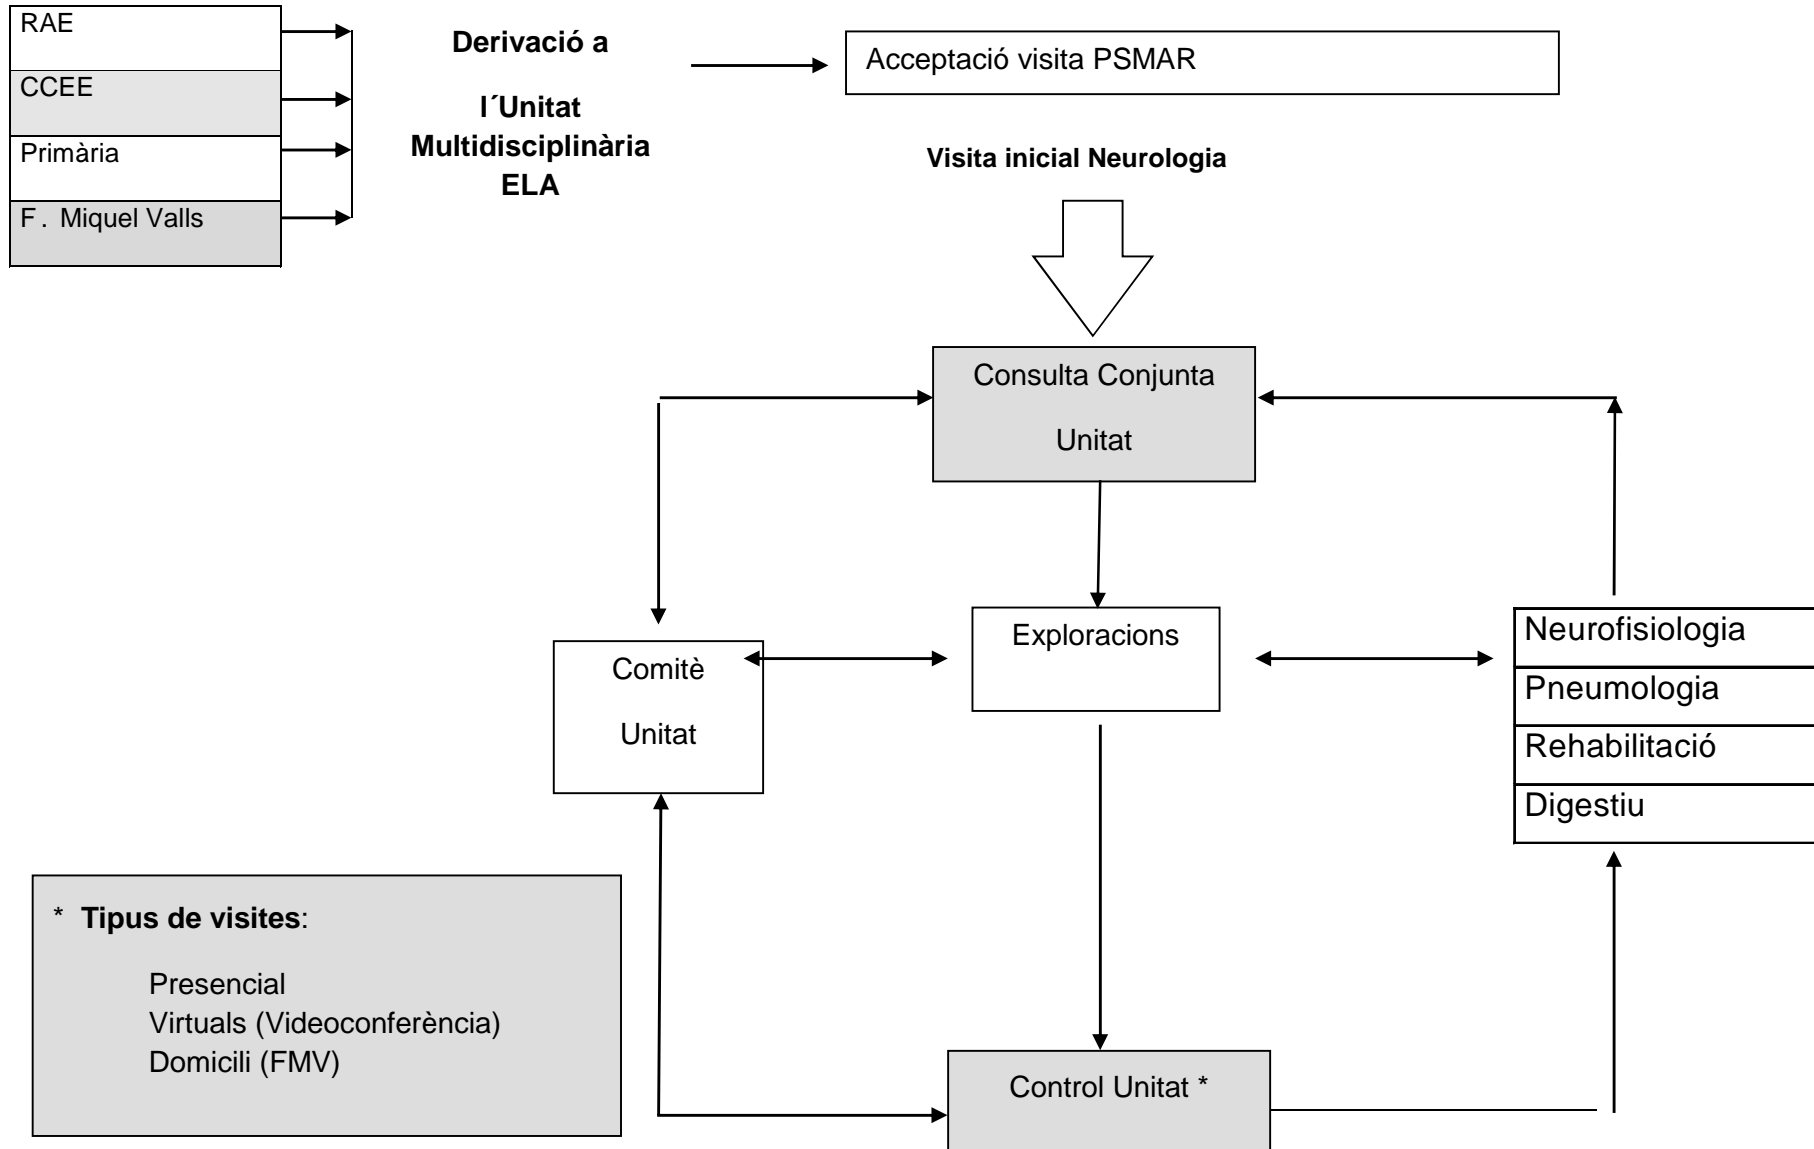 RAE
CCEE
Primària
F. Miquel Valls
Derivació a
l´Unitat
Multidisciplinària
ELA
Acceptació visita PSMAR
Visita inicial Neurologia
Consulta Conjunta
Unitat
Comitè
Unitat
Exploracions
Neurofisiologia
Pneumologia
Rehabilitació
Digestiu
* Tipus de visites:
Presencial
Virtuals (Videoconferència)
Domicili (FMV)
Control Unitat *